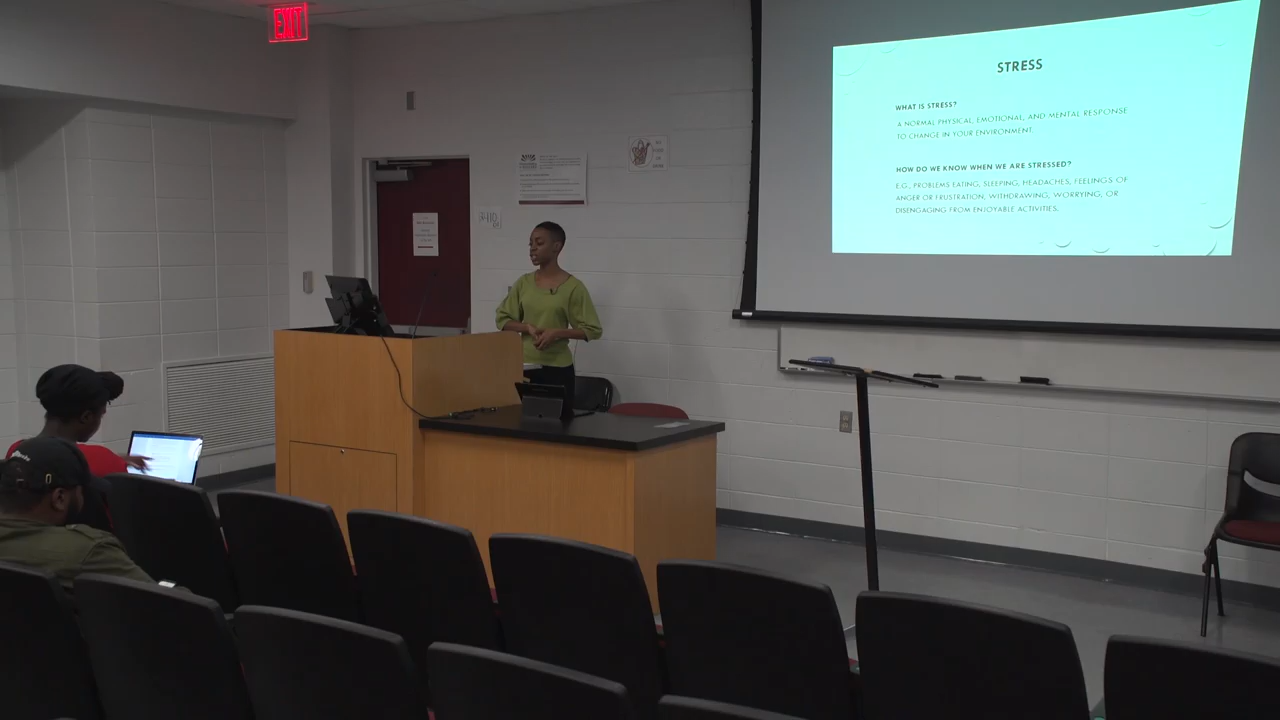 EXIT
STRESS
WHAT IS STRESS?
A NORMAL PHYSICAL, EMOTIONAL, AND MENTAL RESPONSE
TO CHANGE IN YOUR ENVIRONMENT.
HOW DO WE KNOW WHEN WE ARE STRESSED?
E.G., PROBLEMS EATING, SLEEPING, HEADACHES, FEELINGS OF
ANGER OR FRUSTRATION, WITHDRAWING, WORRYING, OR
DISENGAGING FROM ENJOYABLE ACTIVITIES.